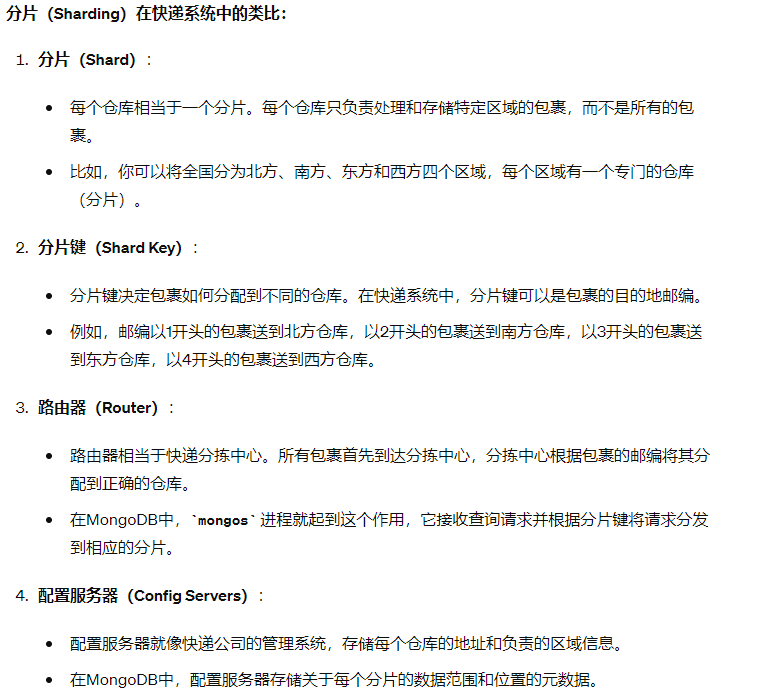 分片（Sharding）在快递系统中的类比：
1. 分片（Shard）：
• 每个仓库相当于一个分片。每个仓库只负责处理和存储特定区域的包裹，而不是所有的包
裹。
• 比如，你可以将全国分为北方、南方、东方和西方四个区域，每个区域有一个专门的仓库
（分片）。
2. 分片键（Shard Key）：
• 分片键决定包裹如何分配到不同的仓库。在快递系统中，分片键可以是包裹的目的地邮编。
• 例如，邮编以1开头的包裹送到北方仓库，以2开头的包裹送到南方仓库，以3开头的包裹送
到东方仓库，以4开头的包裹送到西方仓库。
3. 路由器（Router）：
• 路由器相当于快递分拣中心。所有包裹首先到达分拣中心，分拣中心根据包裹的邮编将其分
配到正确的仓库。
• 在MongoDB中，`mongos` 进程就起到这个作用，它接收查询请求并根据分片键将请求分发
到相应的分片。
4. 配置服务器（Config Servers）：
• 配置服务器就像快递公司的管理系统，存储每个仓库的地址和负责的区域信息。
• 在MongoDB中，配置服务器存储关于每个分片的数据范围和位置的元数据。